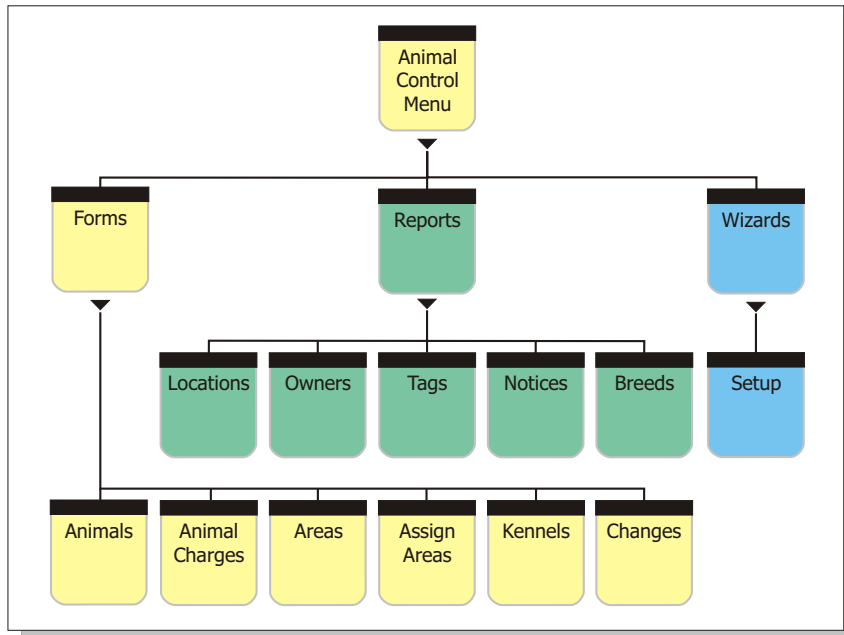 Animal
Control
Menu
Forms
Reports
Wizards
Locations
Owners
Tags
Notices
Breeds
Setup
Animals
Animal
Charges
Areas
Assign
Areas
Kennels
Changes